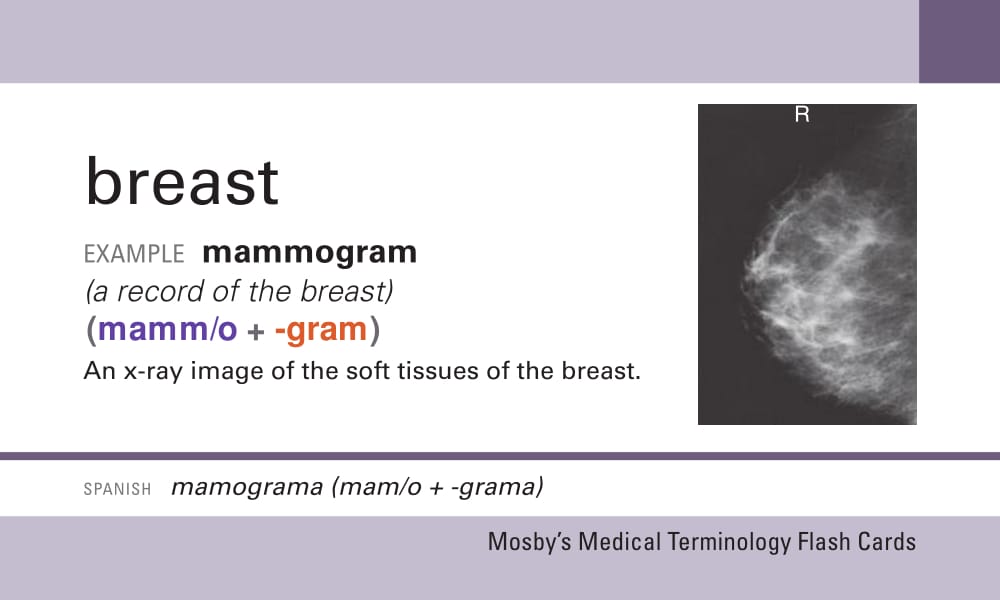 R
breast
EXAMPLE mammogram
(a record of the breast)
(mamm/o + -gram)
An x-ray image of the soft tissues of the breast.
SPANISH mamograma (mam/o + -grama)
Mosby’s Medical Terminology Flash Cards